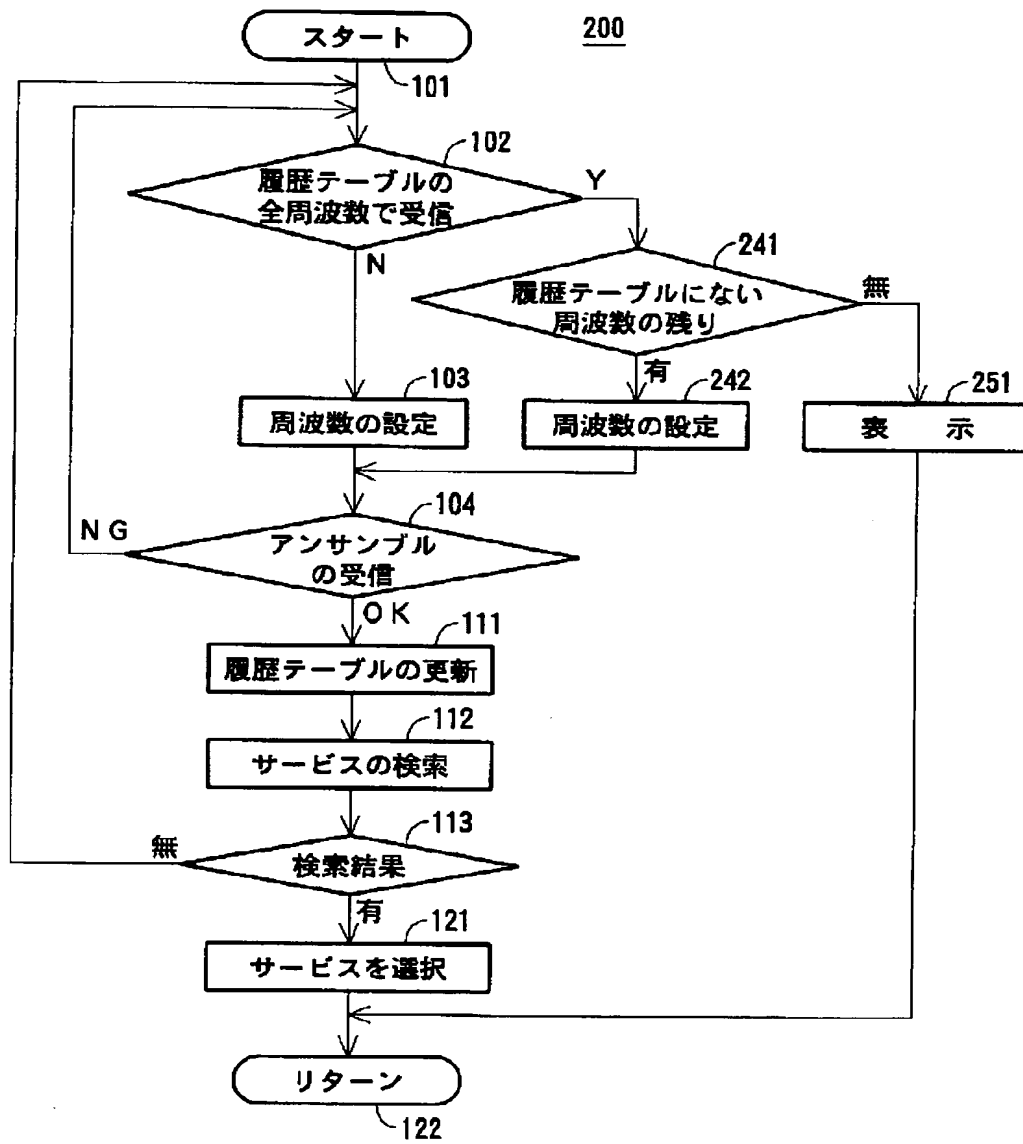 200
スタート
101
102
履歴テーブルの
全周波数で受信
Y
N
241
履歴テーブルにない
周波数の残り
無
有
103
周波数の設定
242
周波数の設定
251
表 示
104
NG
アンサンブル
の受信
OK
111
履歴テーブルの更新
112
サービスの検索
113
無
検索結果
有
121
サービスを選択
リターン
122